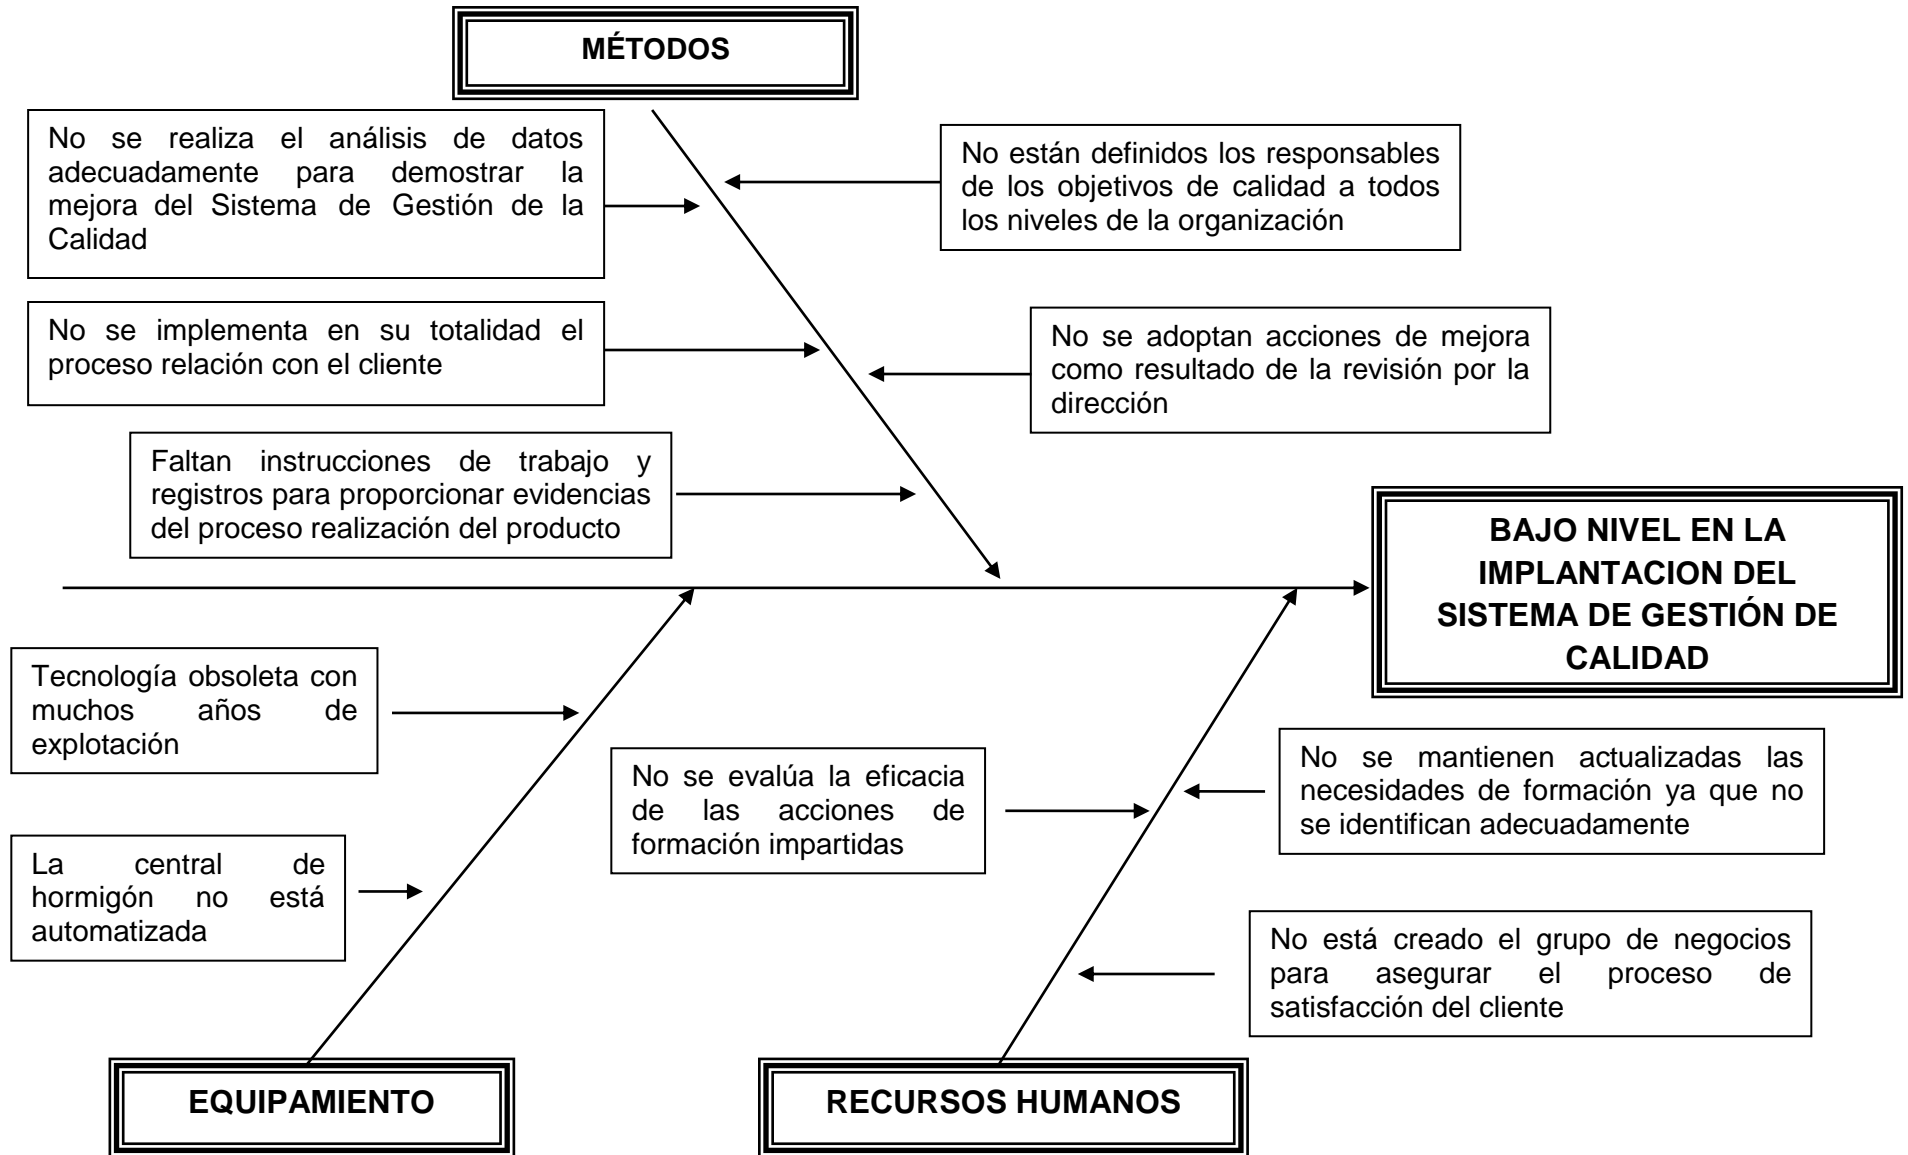 MÉTODOS
No se realiza el análisis de datos
adecuadamente para demostrar la
mejora del Sistema de Gestión de la
Calidad
No están definidos los responsables
de los objetivos de calidad a todos
los niveles de la organización
No se implementa en su totalidad el
proceso relación con el cliente
No se adoptan acciones de mejora
como resultado de la revisión por la
dirección
Faltan instrucciones de trabajo y
registros para proporcionar evidencias
del proceso realización del producto
BAJO NIVEL EN LA
IMPLANTACION DEL
SISTEMA DE GESTIÓN DE
CALIDAD
Tecnología obsoleta con
muchos años de
explotación
No se evalúa la eficacia
de las acciones de
formación impartidas
No se mantienen actualizadas las
necesidades de formación ya que no
se identifican adecuadamente
La central de
hormigón no está
automatizada
No está creado el grupo de negocios
para asegurar el proceso de
satisfacción del cliente
EQUIPAMIENTO
RECURSOS HUMANOS